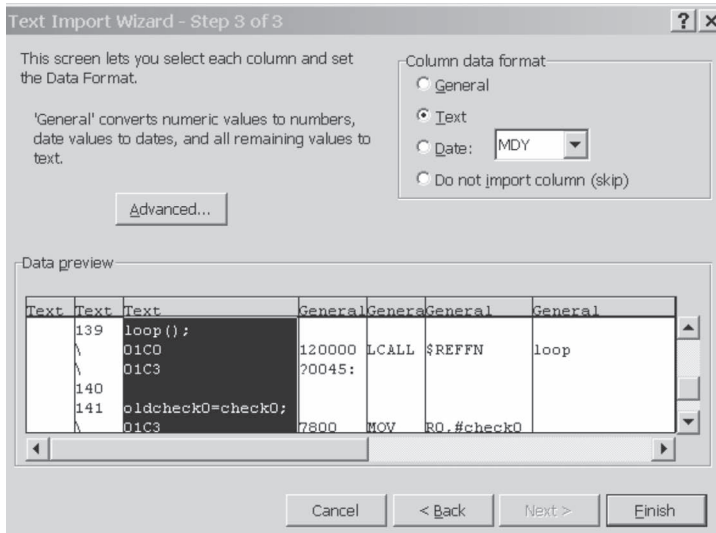 Text Import Wizard - Step 3 of 3
? x
This screen lets you select each column and set
the Data Format.
'General' converts numeric values to numbers,
date values to dates, and all remaining values to
text.
Advanced...
Column data format
General
Text
Date: MDY
Do not import column (skip)
Data preview
Text Text Text General Genera General General
139 loop();
\ 01C0 120000 LCALL $REFFN loop
\ 01C3 ?0045:
140
141 oldcheck0=check0;
\ 01C3 7800 MOV R0,#check0
Cancel < Back Next > Finish